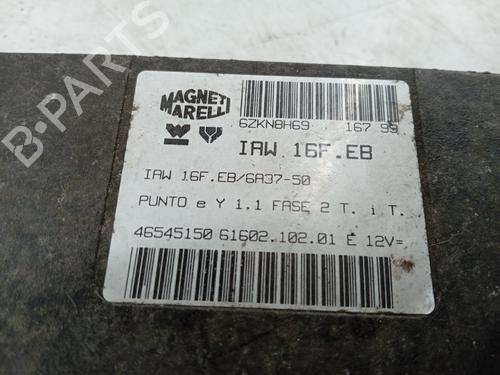 MAGNETI
MARELLI
6ZKN8H69 167 99
IAW 16F.EB
IAW 16F.EB/6A37-50
PUNTO e Y 1.1 FASE 2 T. i T.
46545150 61602.102.01 E 12V=
B-PARTS